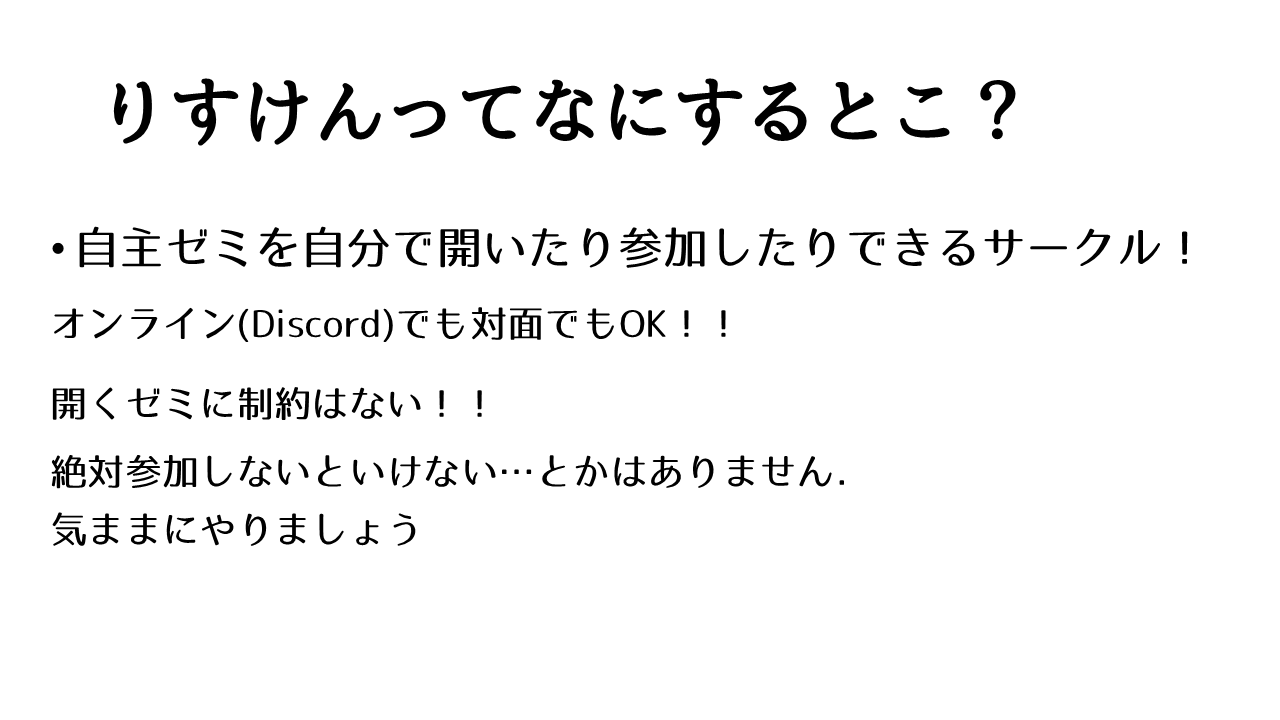 りすけんってなにするとこ？
•自主ゼミを自分で開いたり参加したりできるサークル！
オンライン(Discord)でも対面でもOK！！
開くゼミに制約はない！！
絶対参加しないといけない…とかはありません.
気ままにやりましょう